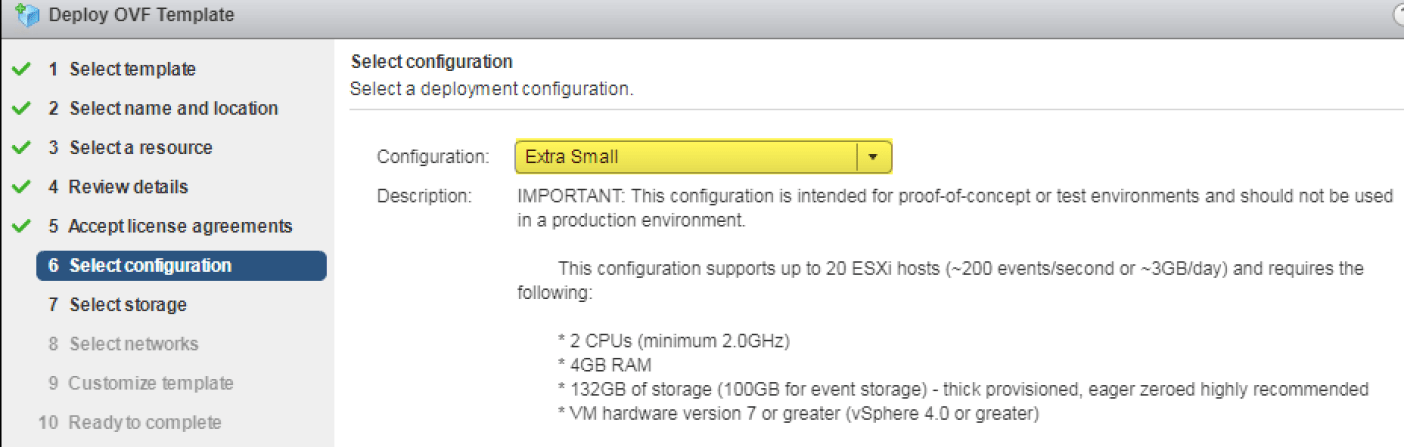 Deploy OVF Template
1 Select template
2 Select name and location
3 Select a resource
4 Review details
5 Accept license agreements
6 Select configuration
7 Select storage
8 Select networks
9 Customize template
10 Ready to complete
Select configuration
Select a deployment configuration.
Configuration: Extra Small
Description: IMPORTANT: This configuration is intended for proof-of-concept or test environments and should not be used
in a production environment.
This configuration supports up to 20 ESXi hosts (~200 events/second or ~3GB/day) and requires the
following:
* 2 CPUs (minimum 2.0GHz)
* 4GB RAM
* 132GB of storage (100GB for event storage) - thick provisioned, eager zeroed highly recommended
* VM hardware version 7 or greater (vSphere 4.0 or greater)